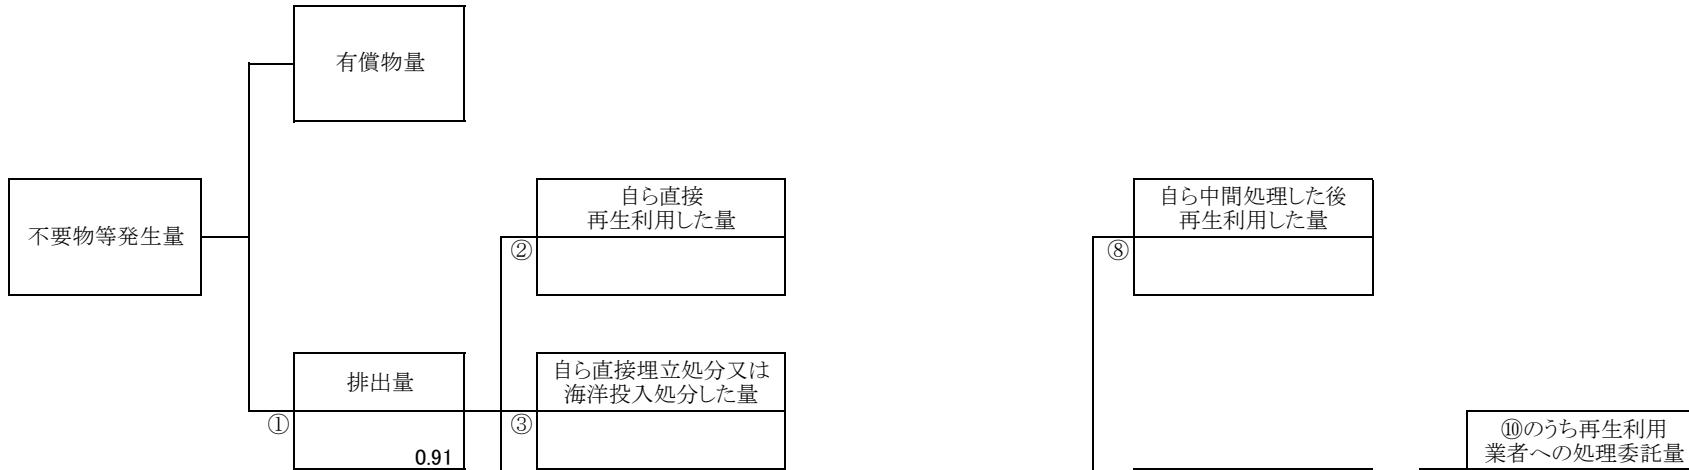 有償物量
不要物等発生量
自ら直接
再生利用した量
②
自ら中間処理した後
再生利用した量
⑧
排出量
①
0.91
自ら直接埋立処分又は
海洋投入処分した量
③
⑩のうち再生利用
業者への処理委託量